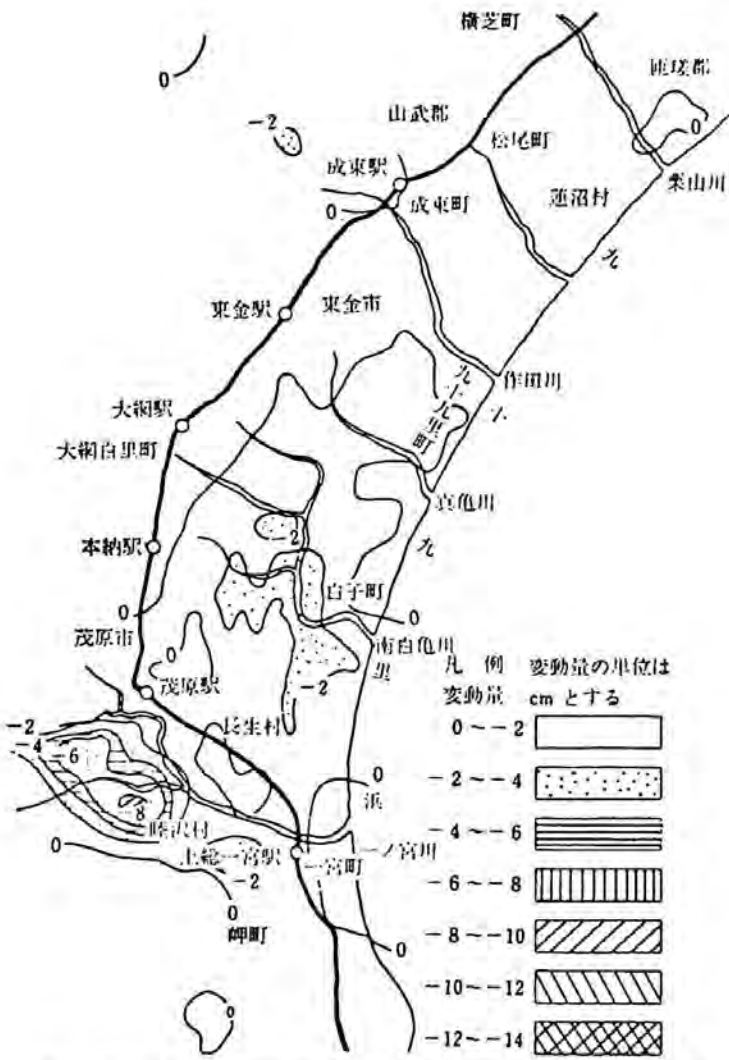 横芝町
匝瑳郡
0
0
山武郡
-2
松尾町
成東駅
栗山川
蓮沼村
成東町
0
九
東金駅
東金市
作田川
九十九里町
十
大網駅
大網白里町
真亀川
-2
九
本納駅
白子町
0
0
茂原市
南白亀川
里
0
茂原駅
-2
長生村
-2
-4
-6
0
浜
-8
睦沢村
0
上総一宮駅
一ノ宮川
一宮町
-2
0
岬町
0
0
凡例
変動量の単位は
変動量
cmとする
0～-2
-2～-4
-4～-6
-6～-8
-8～-10
-10～-12
-12～-14